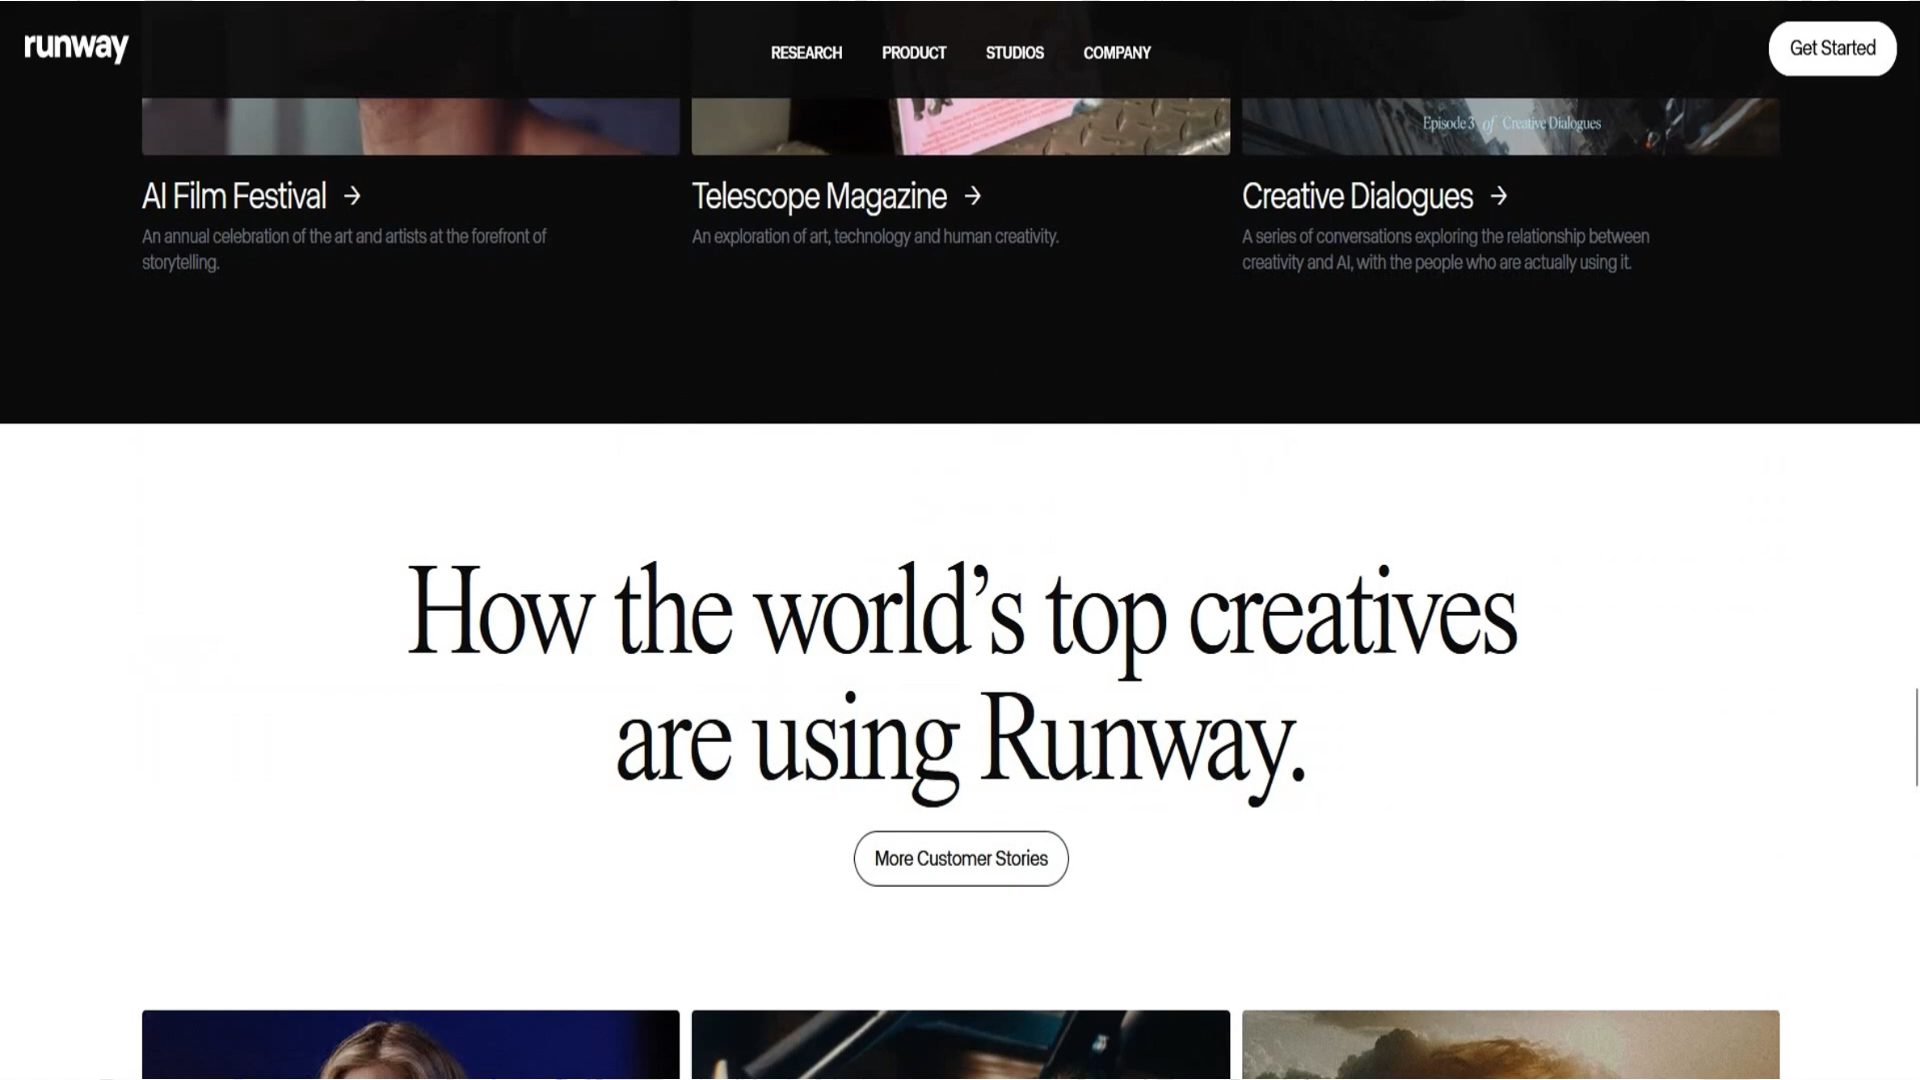 runway
RESEARCH
PRODUCT
STUDIOS
COMPANY
Get Started
Episode 3 of Creative Dialogues
AI Film Festival →
An annual celebration of the art and artists at the forefront of
storytelling.
Telescope Magazine →
An exploration of art, technology and human creativity.
Creative Dialogues →
A series of conversations exploring the relationship between
creativity and AI, with the people who are actually using it.
How the world’s top creatives
are using Runway.
More Customer Stories